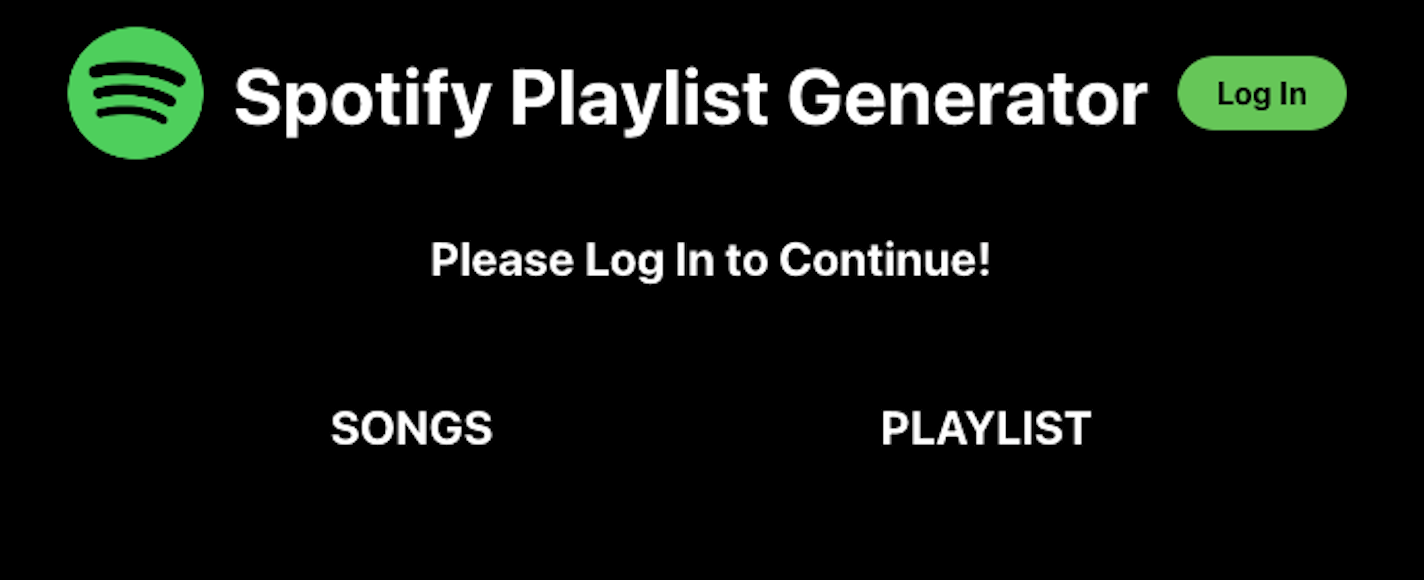 Spotify Playlist Generator
Log In
Please Log In to Continue!
SONGS
PLAYLIST